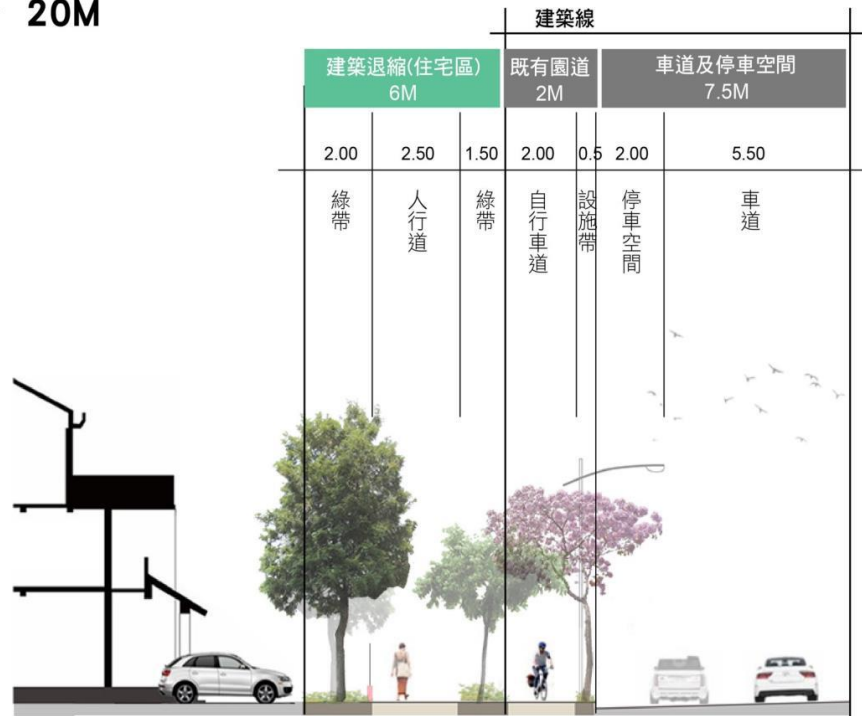 20M
建築線
建築退縮(住宅區)
6M
既有園道
2M
車道及停車空間
7.5M
2.00
2.50
1.50
2.00
0.5
2.00
5.50
綠帶
人行道
綠帶
自行車道
設施帶
停車空間
車道